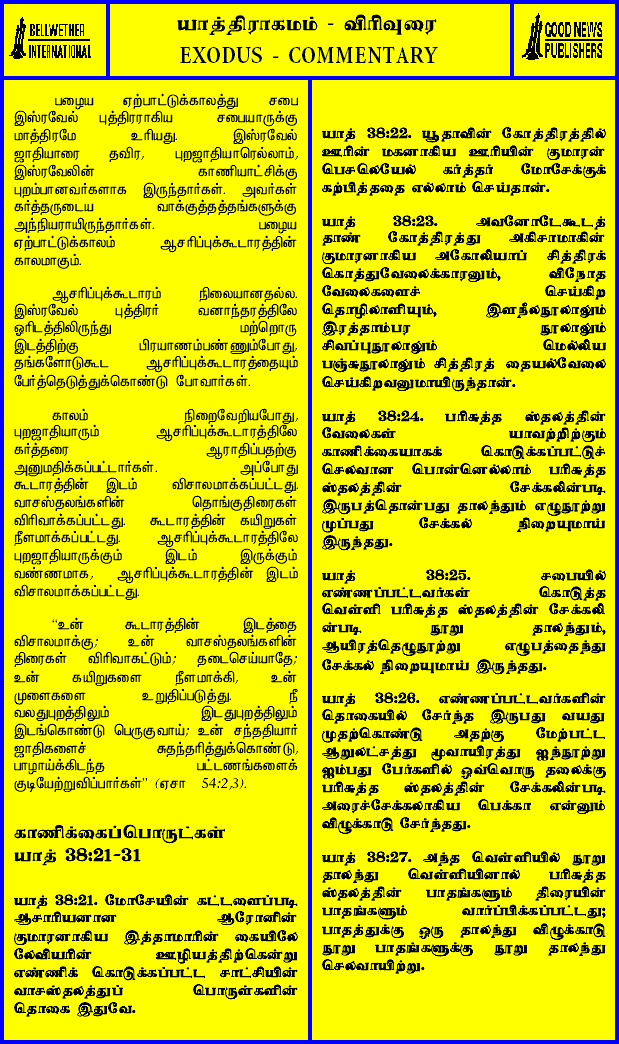 BELLWETHER
INTERNATIONAL
யாத்திராகமம் - விரிவுரை
EXODUS - COMMENTARY
GOOD NEWS
PUBLISHERS
பழைய ஏற்பாட்டுக்காலத்து சபை
இஸ்ரவேல் புத்திரராகிய சபையாருக்கு
மாத்திரமே உரியது. இஸ்ரவேல்
ஜாதியாரை தவிர, புறஜாதியாரெல்லாம்,
இஸ்ரவேலின் காணியாட்சிக்கு
புறம்பானவர்களாக இருந்தார்கள். அவர்கள்
கர்த்தருடைய வாக்குத்தத்தங்களுக்கு
அந்நியராயிருந்தார்கள். பழைய
ஏற்பாட்டுக்காலம் ஆசரிப்புக்கூடாரத்தின்
காலமாகும்.
ஆசரிப்புக்கூடாரம் நிலையானதல்ல.
இஸ்ரவேல் புத்திரர் வனாந்தரத்திலே
ஓரிடத்திலிருந்து மற்றொரு
இடத்திற்கு பிரயாணம்பண்ணும்போது,
தங்களோடுகூட ஆசரிப்புக்கூடாரத்தையும்
பேர்த்தெடுத்துக்கொண்டு போவார்கள்.
காலம் நிறைவேறியபோது,
புறஜாதியாரும் ஆசரிப்புக்கூடாரத்திலே
கர்த்தரை ஆராதிப்பதற்கு
அனுமதிக்கப்பட்டார்கள். அப்போது
கூடாரத்தின் இடம் விசாலமாக்கப்பட்டது.
வாசஸ்தலங்களின் தொங்குதிரைகள்
விரிவாக்கப்பட்டது. கூடாரத்தின் கயிறுகள்
நீளமாக்கப்பட்டது. ஆசரிப்புக்கூடாரத்திலே
புறஜாதியாருக்கும் இடம் இருக்கும்
வண்ணமாக, ஆசரிப்புக்கூடாரத்தின் இடம்
விசாலமாக்கப்பட்டது.
“உன் கூடாரத்தின் இடத்தை
விசாலமாக்கு; உன் வாசஸ்தலங்களின்
திரைகள் விரிவாகட்டும்; தடைசெய்யாதே;
உன் கயிறுகளை நீளமாக்கி, உன்
முளைகளை உறுதிப்படுத்து. நீ
வலதுபுறத்திலும் இடதுபுறத்திலும்
இடங்கொண்டு பெருகுவாய்; உன் சந்ததியார்
ஜாதிகளைச் சுதந்தரித்துக்கொண்டு,
பாழாய்க்கிடந்த பட்டணங்களைக்
குடியேற்றுவிப்பார்கள்” (ஏசா 54:2,3).
காணிக்கைப்பொருட்கள்
யாத் 38:21-31
யாத் 38:21. மோசேயின் கட்டளைப்படி
ஆசாரியனான ஆரோனின்
குமாரனாகிய இத்தாமாரின் கையிலே
லேவியரின் ஊழியத்திற்கென்று
எண்ணிக் கொடுக்கப்பட்ட சாட்சியின்
வாசஸ்தலத்துப் பொருள்களின்
தொகை இதுவே.
யாத் 38:22. யூதாவின் கோத்திரத்தில்
ஊரின் மகனாகிய ஊரியின் குமாரன்
பெசலெயேல் கர்த்தர் மோசேக்குக்
கற்பித்ததை எல்லாம் செய்தான்.
யாத் 38:23. அவனோடேகூடத்
தாண் கோத்திரத்து அகிசாமாகின்
குமாரனாகிய அகோலியாப் சித்திரக்
கொத்துவேலைக்காரனும், விநோத
வேலைகளைச் செய்கிற
தொழிலாளியும், இளநீலநூலாலும்
இரத்தாம்பர நூலாலும்
சிவப்புநூலாலும் மெல்லிய
பஞ்சுநூலாலும் சித்திரத் தையல்வேலை
செய்கிறவனுமாயிருந்தான்.
யாத் 38:24. பரிசுத்த ஸ்தலத்தின்
வேலைகள் யாவற்றிற்கும்
காணிக்கையாகக் கொடுக்கப்பட்டுச்
செலவான பொன்னெல்லாம் பரிசுத்த
ஸ்தலத்தின் சேக்கலின்படி
இருபத்தொன்பது தாலந்தும் எழுநூற்று
முப்பது சேக்கல் நிறையுமாய்
இருந்தது.
யாத் 38:25. சபையில்
எண்ணப்பட்டவர்கள் கொடுத்த
வெள்ளி பரிசுத்த ஸ்தலத்தின் சேக்கலி
ன்படி நூறு தாலந்தும்,
ஆயிரத்தெழுநூற்று எழுபத்தைந்து
சேக்கல் நிறையுமாய் இருந்தது.
யாத் 38:26. எண்ணப்பட்டவர்களின்
தொகையில் சேர்ந்த இருபது வயது
முதற்கொண்டு அதற்கு மேற்பட்ட
ஆறுலட்சத்து மூவாயிரத்து ஐந்நூற்று
ஐம்பது பேர்களில் ஒவ்வொரு தலைக்கு
பரிசுத்த ஸ்தலத்தின் சேக்கலின்படி
அரைச்சேக்கலாகிய பெக்கா என்னும்
விழுக்காடு சேர்ந்தது.
யாத் 38:27. அந்த வெள்ளியில் நூறு
தாலந்து வெள்ளியினால் பரிசுத்த
ஸ்தலத்தின் பாதங்களும் திரையின்
பாதங்களும் வார்ப்பிக்கப்பட்டது;
பாதத்துக்கு ஒரு தாலந்து விழுக்காடு
நூறு பாதங்களுக்கு நூறு தாலந்து
செலவாயிற்று.